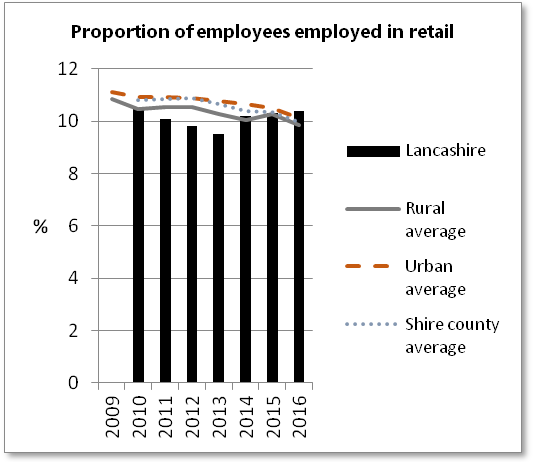 Proportion of employees employed in retail
12
10
8
6
4
2
0
%
2009
2010
2011
2012
2013
2014
2015
2016
Lancashire
Rural
average
Urban
average
Shire county
average